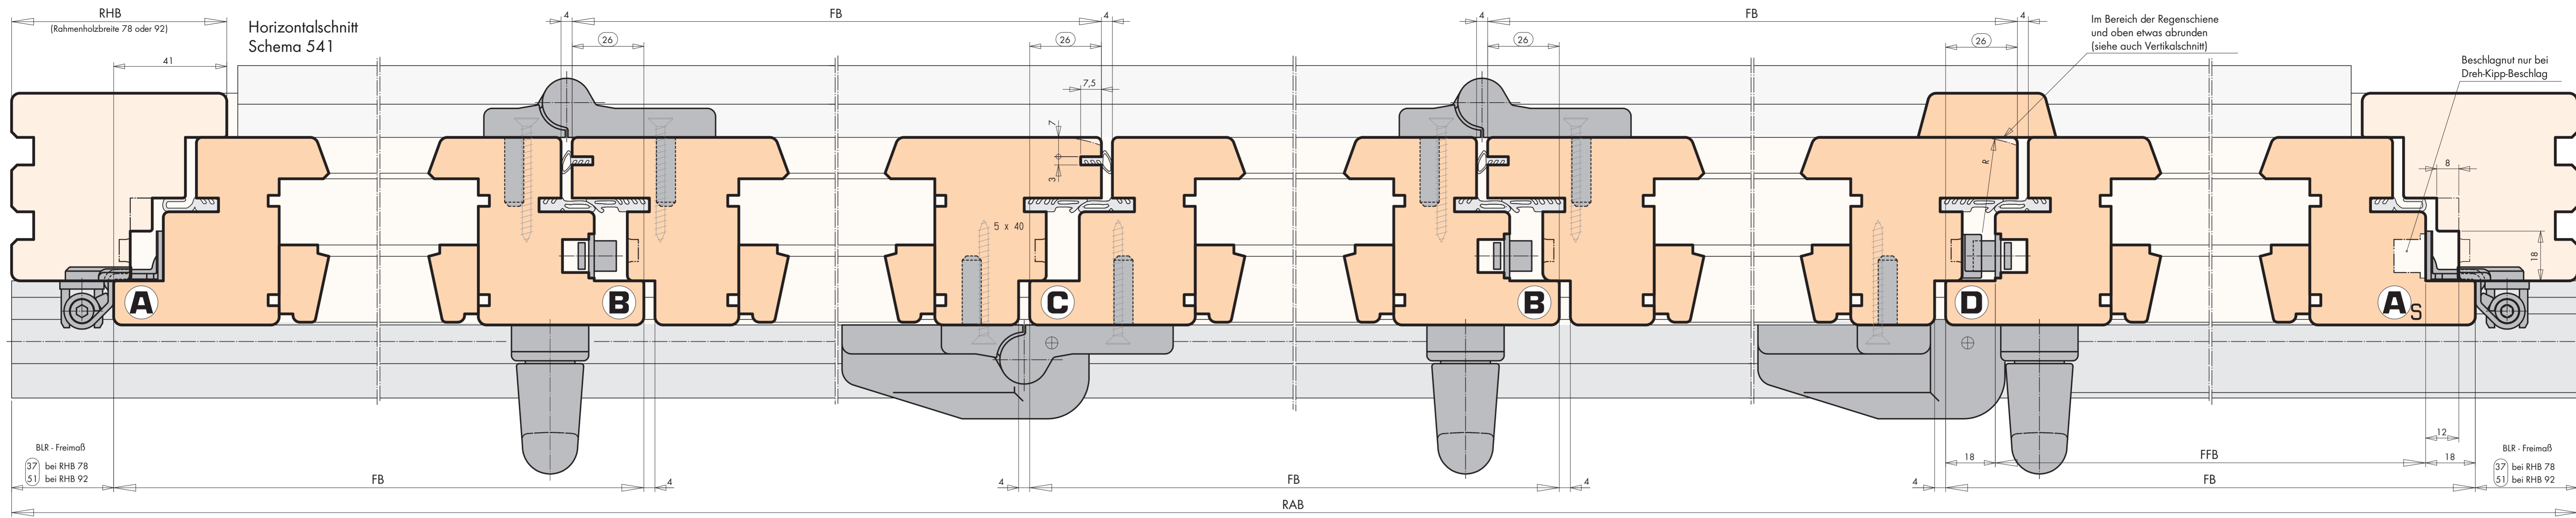 RHB
(Rahmenholzbreite 78 oder 92)
Horizontalschnitt
Schema 541
41
4
FB
4
26
26
7,5
7
3
5 x 40
4
FB
4
26
26
Im Bereich der Regenschiene
und oben etwas abrunden
(siehe auch Vertikalschnitt)
R
Beschlagnut nur bei
Dreh-Kipp-Beschlag
8
18
A
B
C
B
D
AS
12
BLR - Freimaß
37 bei RHB 78
51 bei RHB 92
FB
4
4
FB
4
4
18
FFB
18
FB
BLR - Freimaß
37 bei RHB 78
51 bei RHB 92
RAB